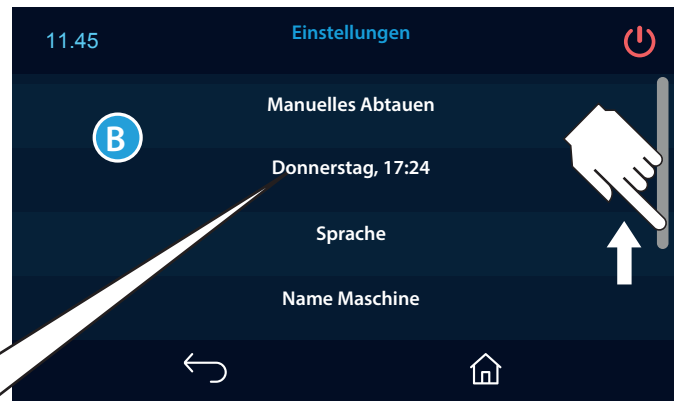 11.45
Einstellungen
Manuelles Abtauen
B
Donnerstag, 17:24
Sprache
Name Maschine